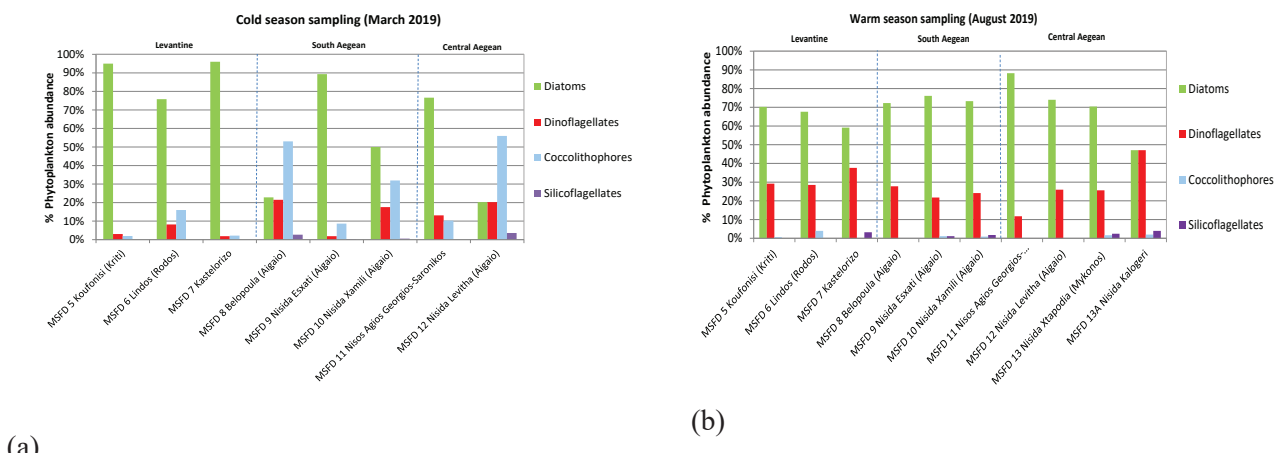 Cold season sampling (March 2019)
Levantine South Aegean Central Aegean
% Phytoplankton abundance
100%
90%
80%
70%
60%
50%
40%
30%
20%
10%
0%
MSFD 5 Koufonisi (Kriti)
MSFD 6 Lindos (Rodos)
MSFD 7 Kastelorizo
MSFD 8 Belopoula (Aigaio)
MSFD 9 Nisida Esxati (Aigaio)
MSFD 10 Nisida Xamili (Aigaio)
MSFD 11 Nisos Agios Georgios-Saronikos
MSFD 12 Nisida Levitha (Aigaio)
Diatoms
Dinoflagellates
Coccolithophores
Silicoflagellates
(a)
Warm season sampling (August 2019)
Levantine South Aegean Central Aegean
% Phytoplankton abundance
100%
90%
80%
70%
60%
50%
40%
30%
20%
10%
0%
MSFD 5 Koufonisi (Kriti)
MSFD 6 Lindos (Rodos)
MSFD 7 Kastelorizo
MSFD 8 Belopoula (Aigaio)
MSFD 9 Nisida Esxati (Aigaio)
MSFD 10 Nisida Xamili (Aigaio)
MSFD 11 Nisos Agios Georgios-...
MSFD 12 Nisida Levitha (Aigaio)
MSFD 13 Nisida Xtapodia (Mykonos)
MSFD 13A Nisida Kalogeri
Diatoms
Dinoflagellates
Coccolithophores
Silicoflagellates
(b)